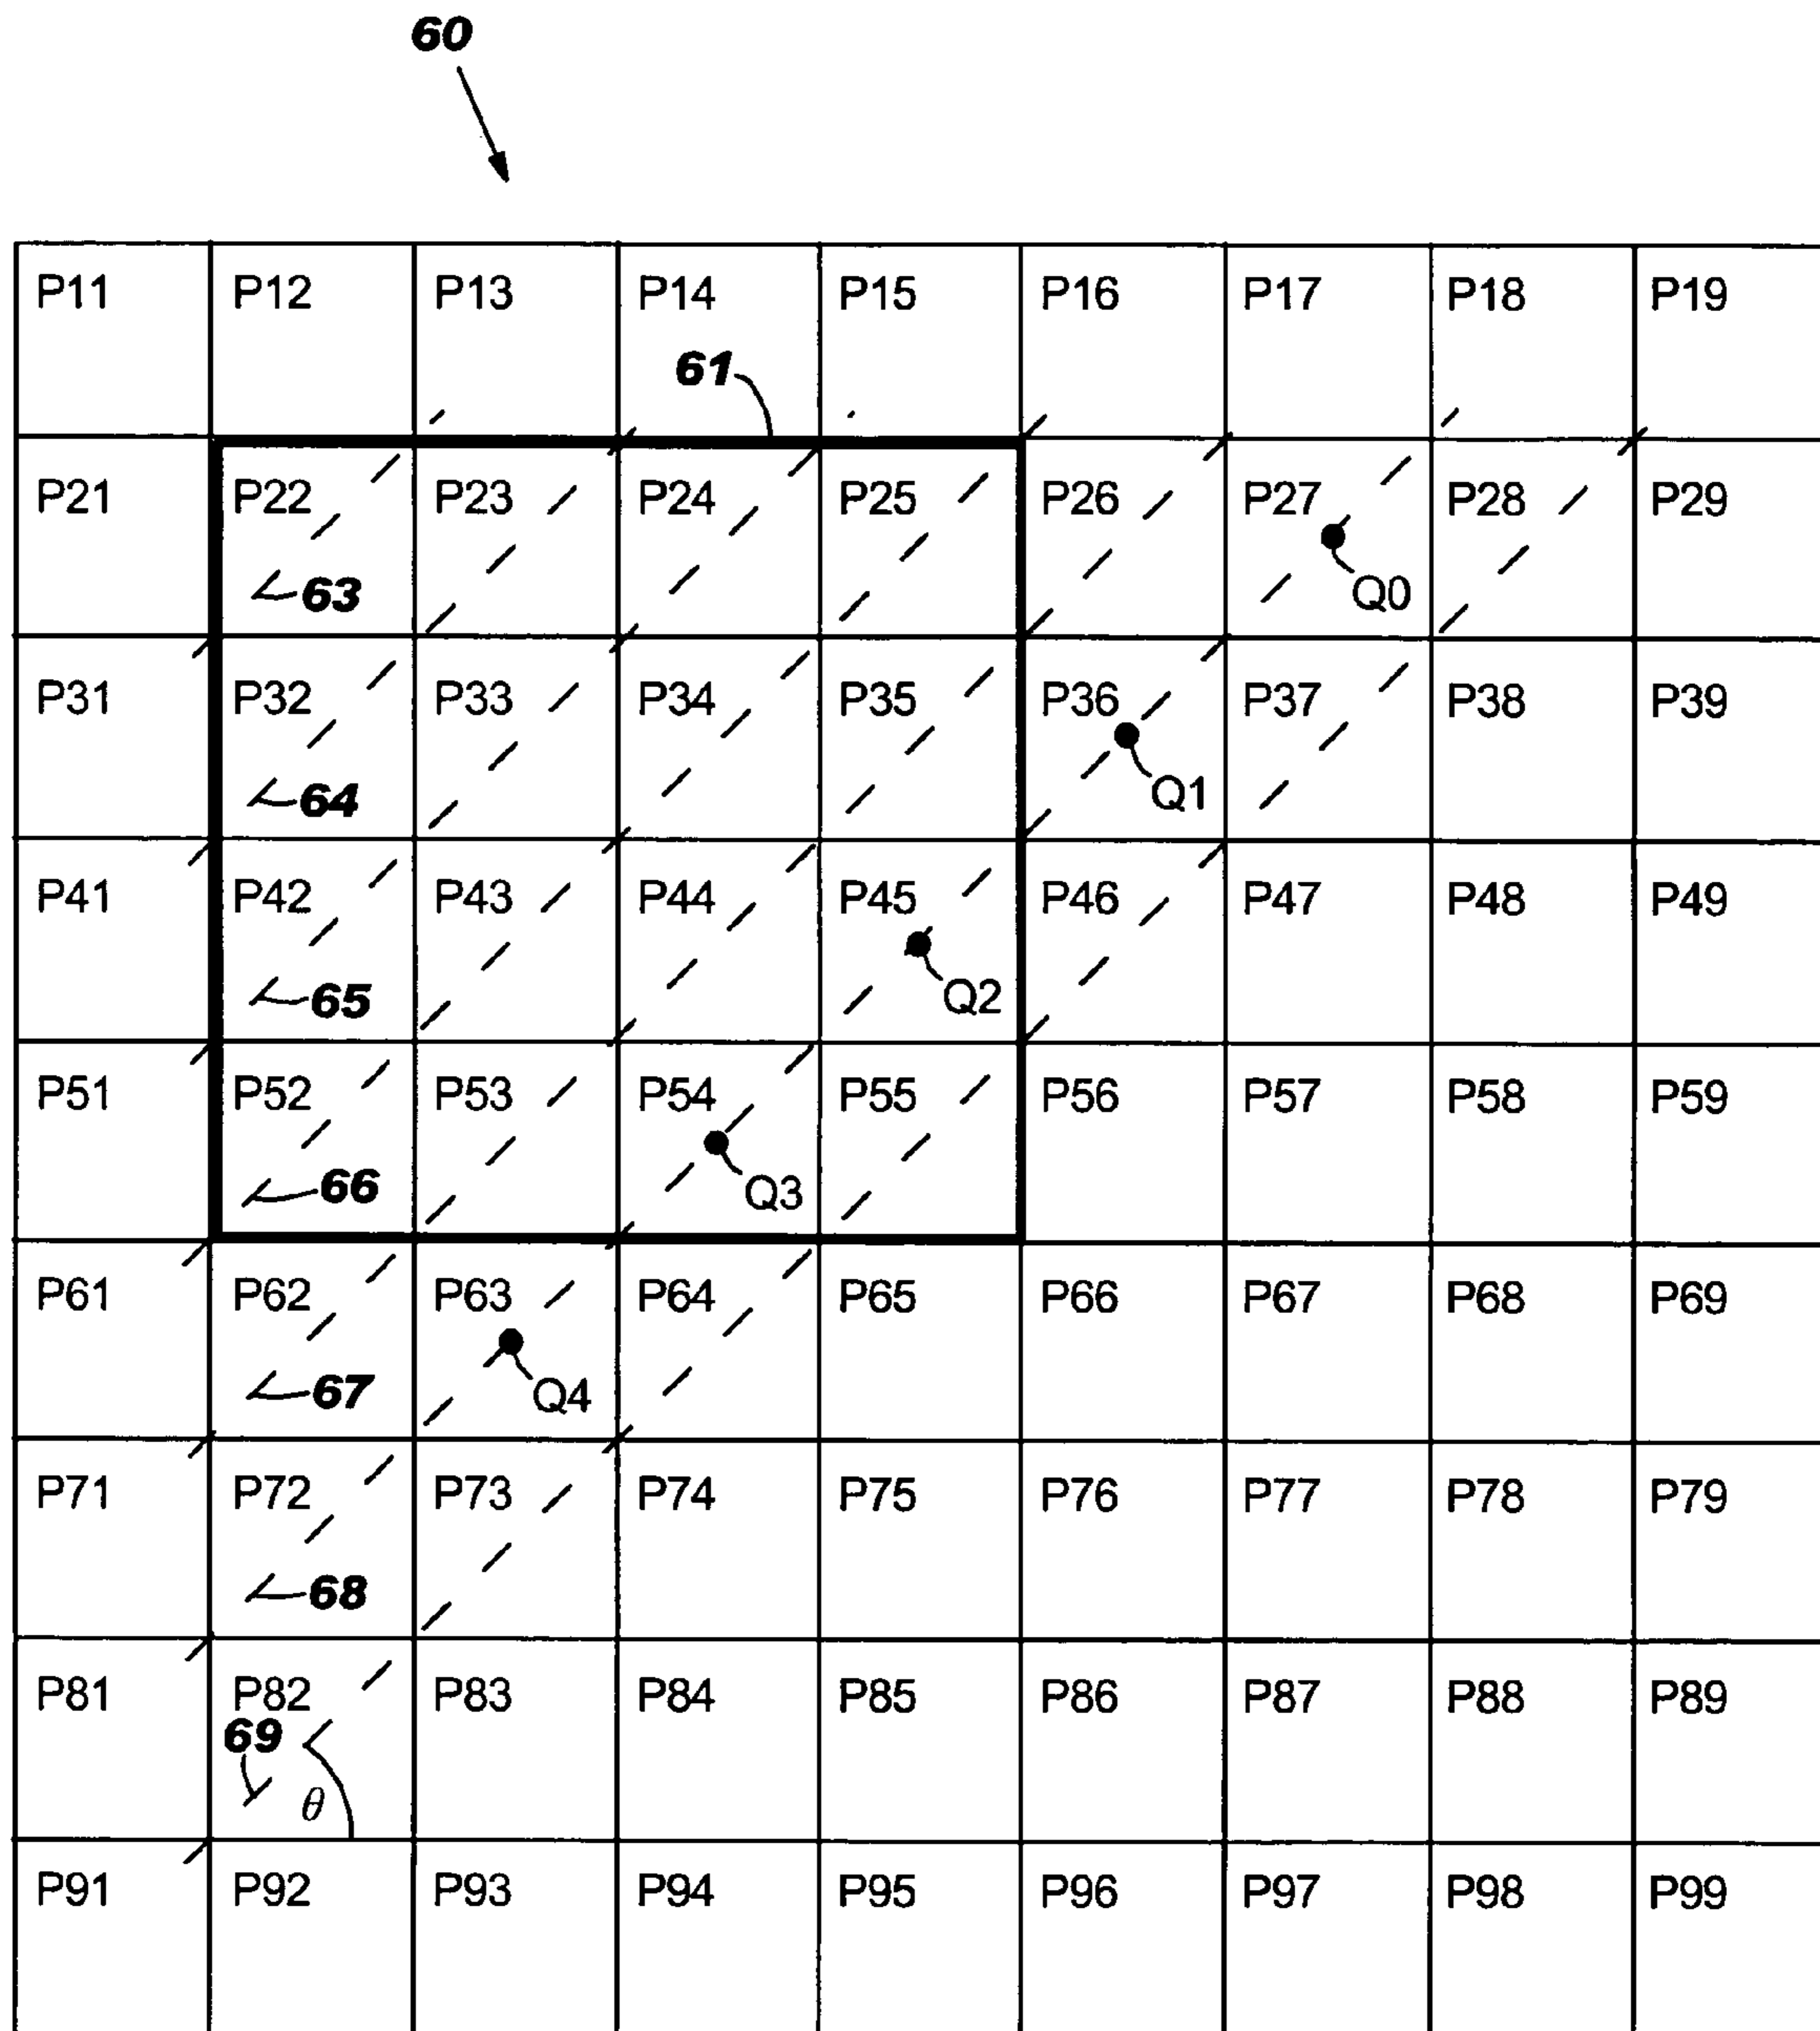 60
P11 P12 P13 P14 P15 P16 P17 P18 P19
61
P21 P22 P23 P24 P25 P26 P27 P28 P29
63 Q0
P31 P32 P33 P34 P35 P36 P37 P38 P39
64 Q1
P41 P42 P43 P44 P45 P46 P47 P48 P49
65 Q2
P51 P52 P53 P54 P55 P56 P57 P58 P59
66 Q3
P61 P62 P63 P64 P65 P66 P67 P68 P69
67 Q4
P71 P72 P73 P74 P75 P76 P77 P78 P79
68
P81 P82 P83 P84 P85 P86 P87 P88 P89
69
θ
P91 P92 P93 P94 P95 P96 P97 P98 P99